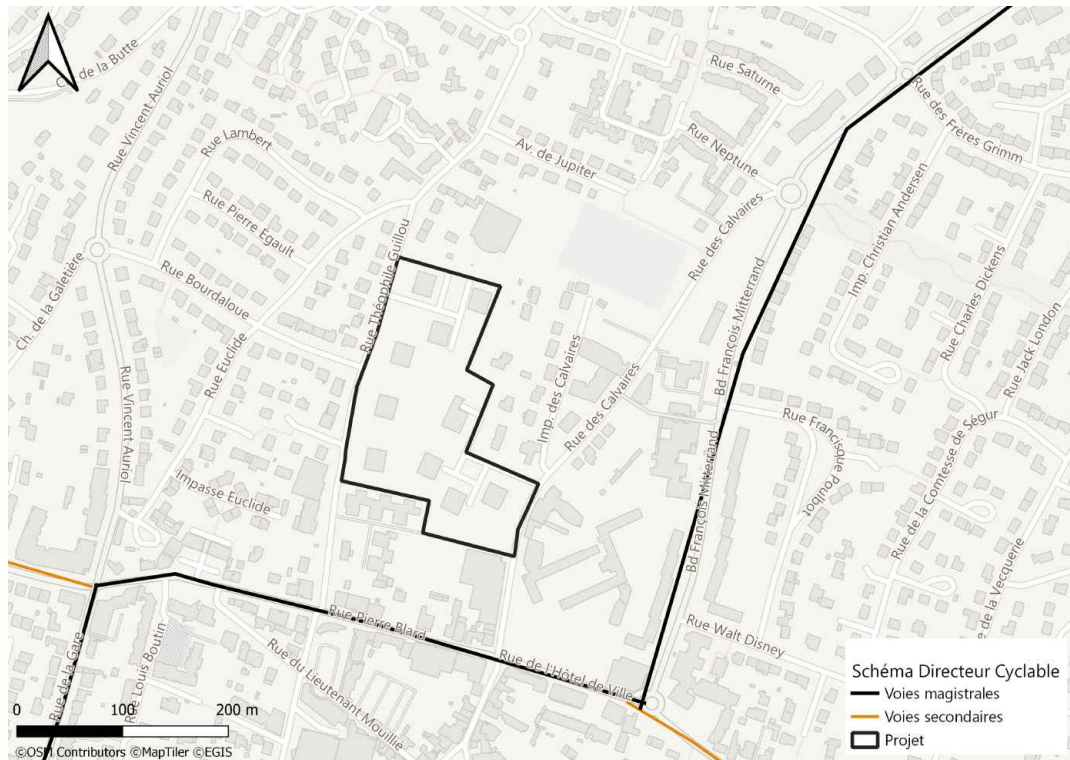 Ch. de la Butte
Rue Vincent-Auriol
Rue Saturne
Rue des Frères Grimm
Rue Lambert
Av. de Jupiter
Rue Neptune
Rue Pierre Égault
Rue Théophile Guillou
Rue des Calvaires
Imp. Christian Andersen
Ch. de la Galetière
Rue Bourdaloue
Rue Charles Dickens
Bd François Mitterrand
Rue Jack London
Rue Euclide
Imp. des Calvaires
Rue Vincent-Auriol
Rue des Calvaires
Rue Francisque Poulbot
Rue de la Comtesse de Ségur
Bd François Mitterrand
Impasse Euclide
Rue Pierre Blard
Rue de la Gare
Rue Louis Boutin
Rue du Lieutenant Mouillie
Rue de l'Hôtel de Ville
Rue Walt Disney
e de la Vecquerie
Schéma Directeur Cyclable
Voies magistrales
Voies secondaires
Projet
0 100 200 m
©OSM Contributors ©MapTiler ©EGIS